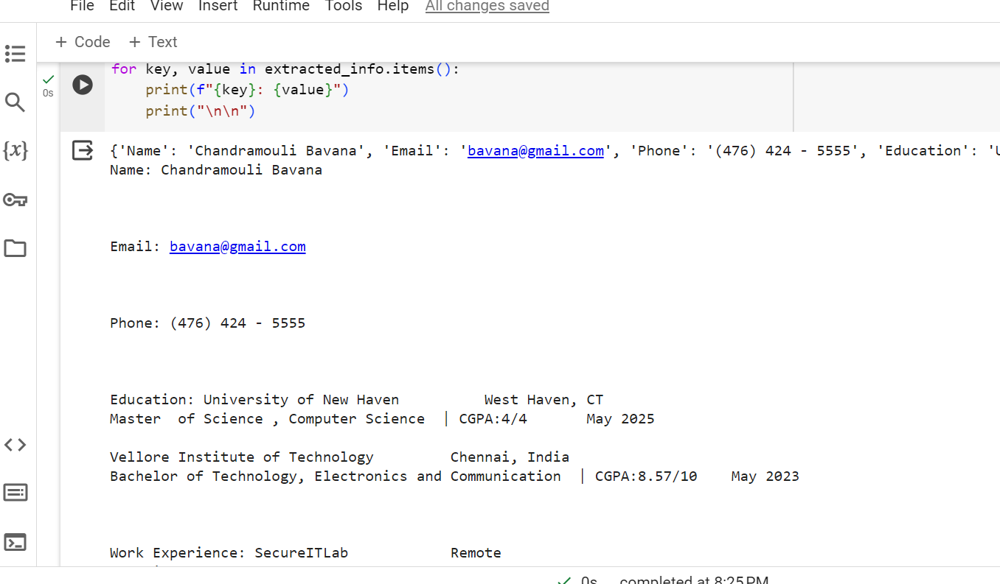 File Edit View Insert Runtime Tools Help All changes saved
+ Code + Text
for key, value in extracted_info.items():
0s
print(f"{key}: {value}")
print("\n\n")
{x}
{'Name': 'Chandramouli Bavana', 'Email': 'bavana@gmail.com', 'Phone': '(476) 424 - 5555', 'Education': '
Name: Chandramouli Bavana
Email: bavana@gmail.com
Phone: (476) 424 - 5555
Education: University of New Haven West Haven, CT
Master of Science , Computer Science | CGPA:4/4 May 2025
Vellore Institute of Technology Chennai, India
Bachelor of Technology, Electronics and Communication | CGPA:8.57/10 May 2023
Work Experience: SecureITLab Remote
0s completed at 8:25 PM